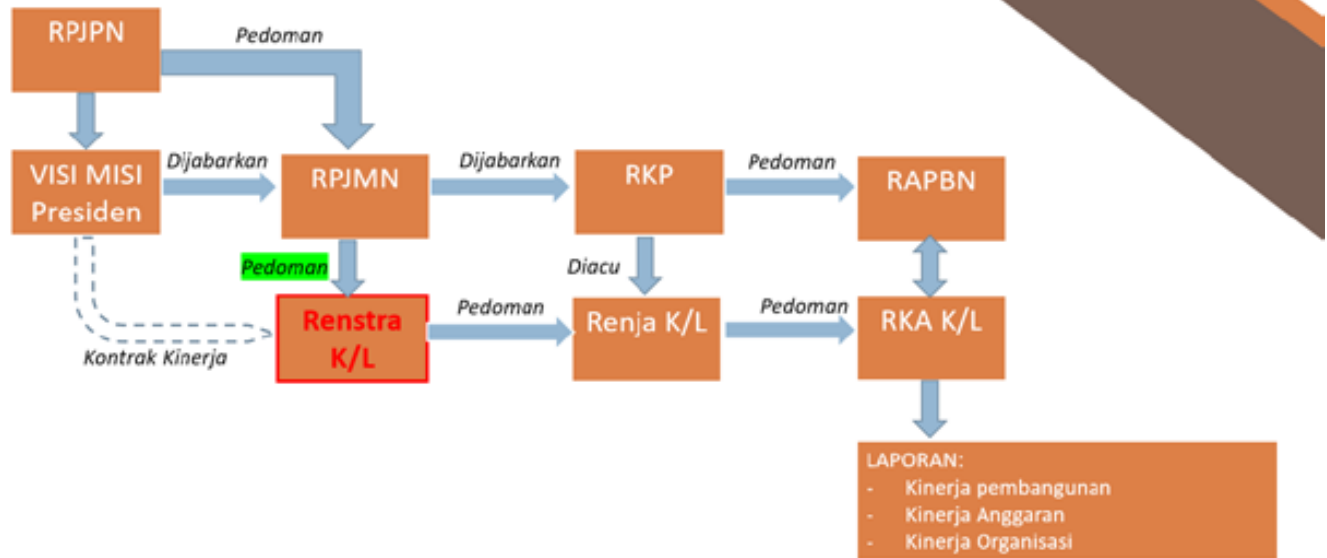 RPJPN
Pedoman
VISI MISI
Presiden
Dijabarkan
RPJMN
Dijabarkan
RKP
Pedoman
RAPBN
Pedoman
Diacu
Kontrak Kinerja
Renstra
K/L
Pedoman
Renja K/L
Pedoman
RKA K/L
LAPORAN:
- Kinerja pembangunan
- Kinerja Anggaran
- Kinerja Organisasi